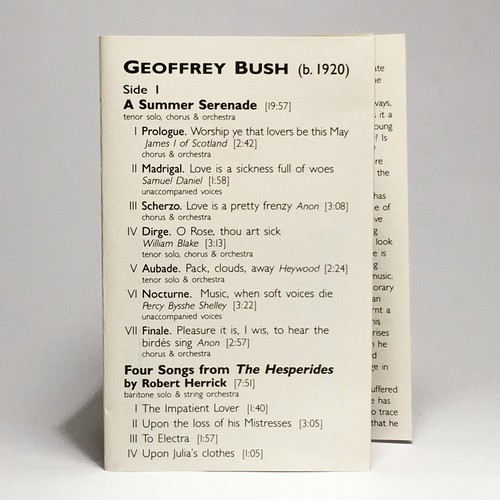 GEOFFREY BUSH (b. 1920)
Side 1
A Summer Serenade [19:57]
tenor solo, chorus & orchestra
I Prologue. Worship ye that lovers be this May
James I of Scotland [2:42]
chorus & orchestra
II Madrigal. Love is a sickness full of woes
Samuel Daniel [1:58]
unaccompanied voices
III Scherzo. Love is a pretty frenzy Anon [3:08]
chorus & orchestra
IV Dirge. O Rose, thou art sick
William Blake [3:13]
tenor solo, chorus & orchestra
V Aubade. Pack, clouds, away Heywood [2:24]
tenor solo & orchestra
VI Nocturne. Music, when soft voices die
Percy Bysshe Shelley [3:22]
unaccompanied voices
VII Finale. Pleasure it is, I wis, to hear the
birdés sing Anon [2:57]
chorus & orchestra
Four Songs from The Hesperides
by Robert Herrick [7:51]
baritone solo & string orchestra
I The Impatient Lover [1:40]
II Upon the loss of his Mistresses [3:05]
III To Electra [1:57]
IV Upon Julia's clothes [1:05]